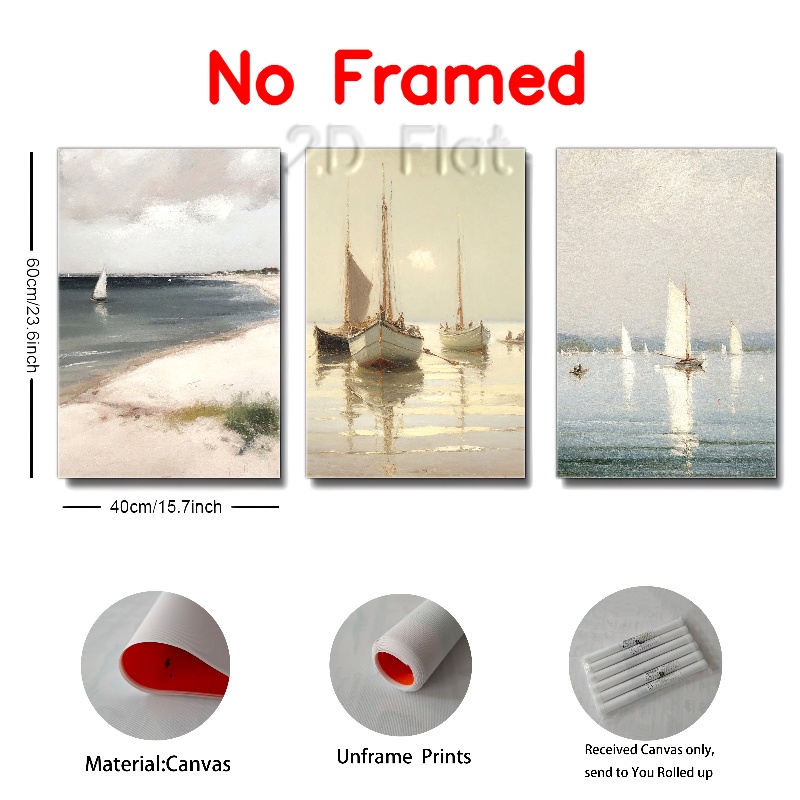 No Framed
2D Flat
60cm/23.6inch
40cm/15.7inch
Material:Canvas
Unframe Prints
Received Canvas only,
send to You Rolled up